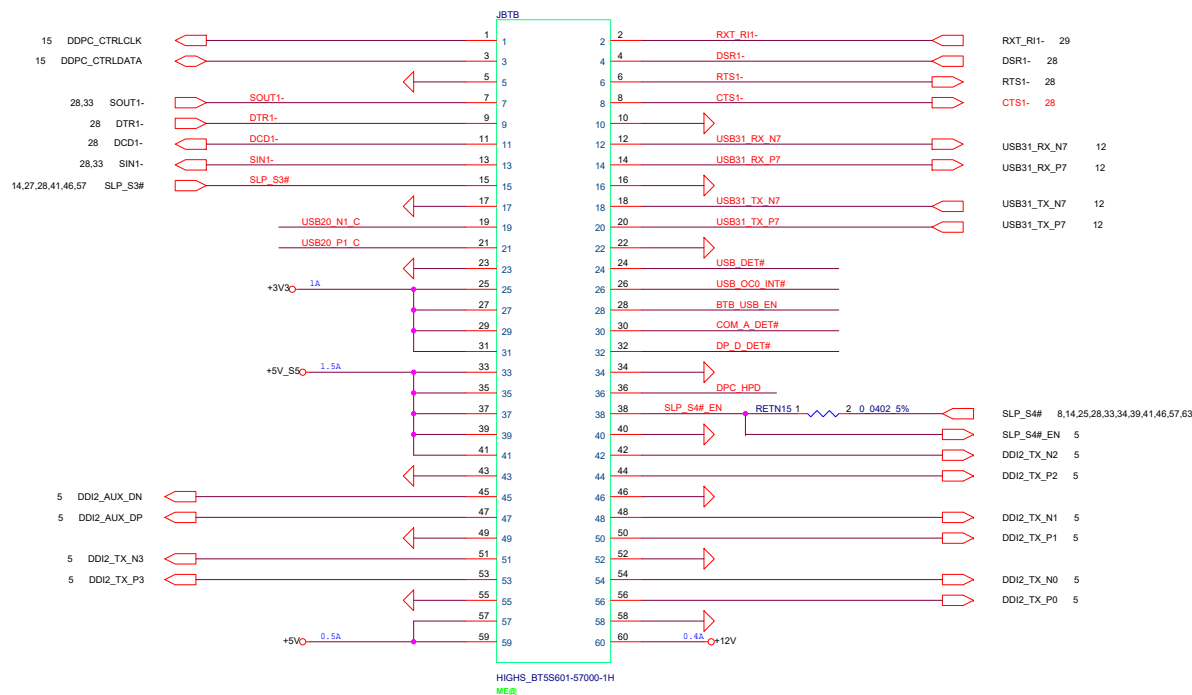 JBTB
15 DDPC_CTRLCLK 1 1 2 2 RXT_RI1- RXT_RI1- 29
15 DDPC_CTRLDATA 3 3 4 4 DSR1- DSR1- 28
5 5 6 6 RTS1- RTS1- 28
28,33 SOUT1- SOUT1- 7 7 8 8 CTS1- CTS1- 28
28 DTR1- DTR1- 9 9 10 10
28 DCD1- DCD1- 11 11 12 12 USB31_RX_N7 USB31_RX_N7 12
28,33 SIN1- SIN1- 13 13 14 14 USB31_RX_P7 USB31_RX_P7 12
14,27,28,41,46,57 SLP_S3# SLP_S3# 15 15 16 16
17 17 18 18 USB31_TX_N7 USB31_TX_N7 12
USB20_N1_C 19 19 20 20 USB31_TX_P7 USB31_TX_P7 12
USB20_P1_C 21 21 22 22
23 23 24 24 USB_DET#
+3V3 1A 25 25 26 26 USB_OC0_INT#
27 27 28 28 BTB_USB_EN
29 29 30 30 COM_A_DET#
31 31 32 32 DP_D_DET#
+5V_S5 1.5A 33 33 34 34
35 35 36 36 DPC_HPD
37 37 38 38 SLP_S4#_EN RETN15 1 2 0_0402_5% SLP_S4# 8,14,25,28,33,34,39,41,46,57,63
39 39 40 40 SLP_S4#_EN 5
41 41 42 42 DDI2_TX_N2 5
43 43 44 44 DDI2_TX_P2 5
5 DDI2_AUX_DN 45 45 46 46
5 DDI2_AUX_DP 47 47 48 48 DDI2_TX_N1 5
49 49 50 50 DDI2_TX_P1 5
5 DDI2_TX_N3 51 51 52 52
5 DDI2_TX_P3 53 53 54 54 DDI2_TX_N0 5
55 55 56 56 DDI2_TX_P0 5
57 57 58 58
+5V 0.5A 59 59 60 60 0.4A +12V
HIGHS_BT5S601-57000-1H
ME@